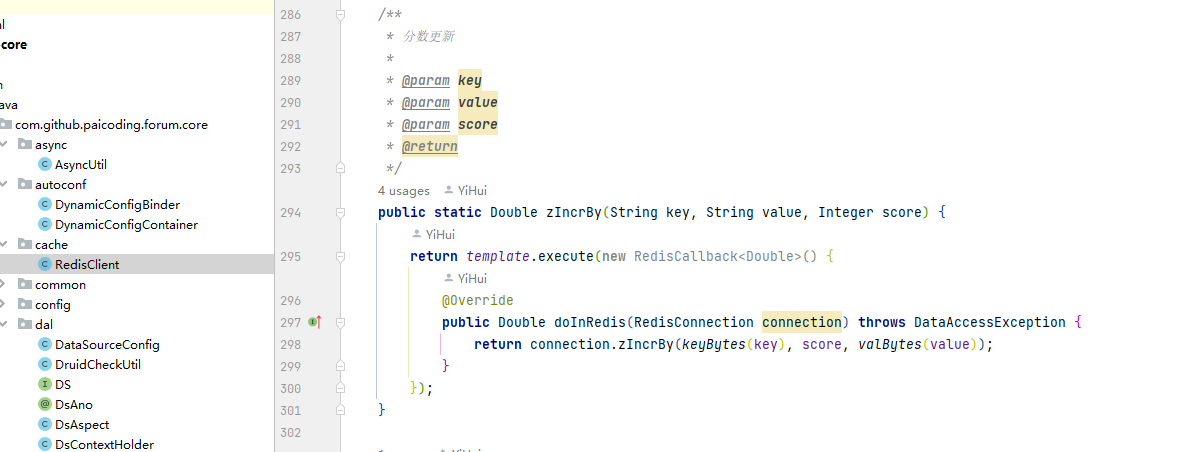 al
-core
n
ava
com.github.paicoding.forum.core
async
AsyncUtil
autoconf
DynamicConfigBinder
DynamicConfigContainer
cache
RedisClient
common
config
dal
DataSourceConfig
DruidCheckUtil
DS
DsAno
DsAspect
DsContextHolder
286 /**
287 * 分数更新
288 *
289 * @param key
290 * @param value
291 * @param score
292 * @return
293 */
4 usages YiHui
294 public static Double zIncrBy(String key, String value, Integer score) {
YiHui
295 return template.execute(new RedisCallback<Double>() {
YiHui
296 @Override
297 public Double doInRedis(RedisConnection connection) throws DataAccessException {
298 return connection.zIncrBy(keyBytes(key), score, valBytes(value));
299 }
300 });
301 }
302